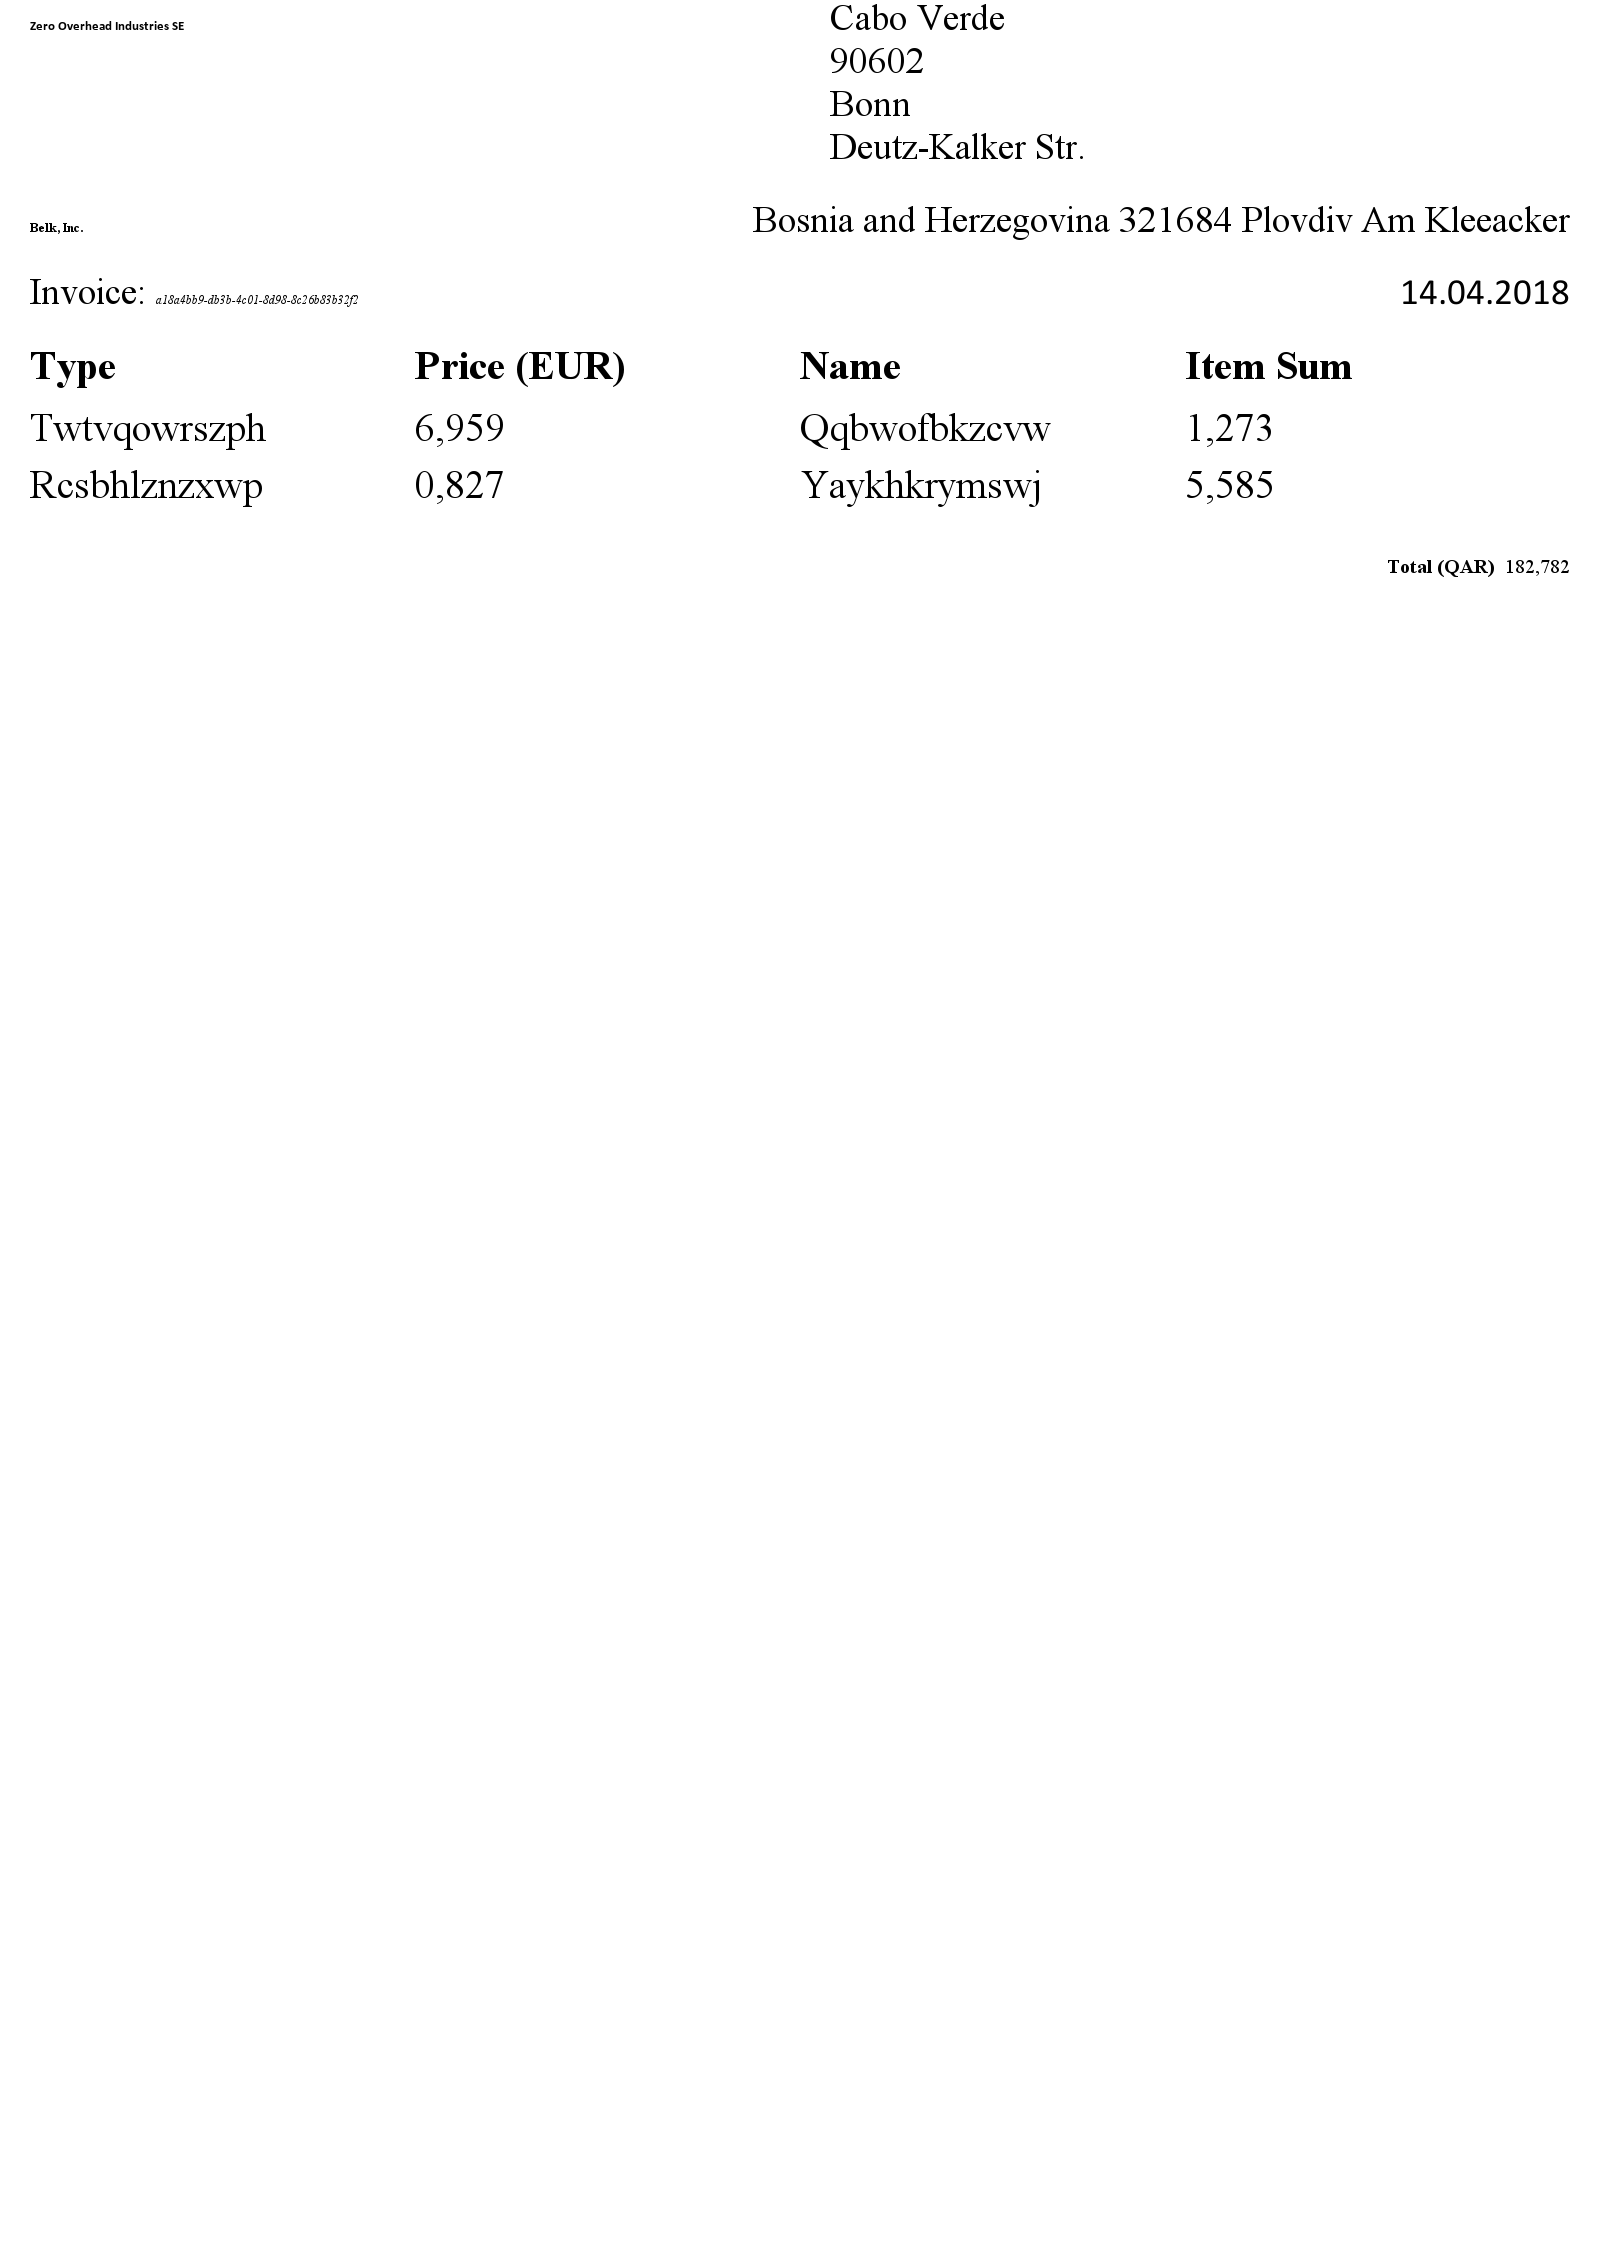 Zero Overhead Industries SE
Cabo Verde
90602
Bonn
Deutz-Kalker Str.
Belk, Inc.
Bosnia and Herzegovina 321684 Plovdiv Am Kleeacker
Invoice: a18a4bb9-db3b-4c01-8d98-8c26b83b32f2 14.04.2018
Type Price (EUR) Name Item Sum
Twtvqowrszph 6,959 Qqbwofbkzcvw 1,273
Rcsbhlznzxwp 0,827 Yaykhkrymswj 5,585
Total (QAR) 182,782